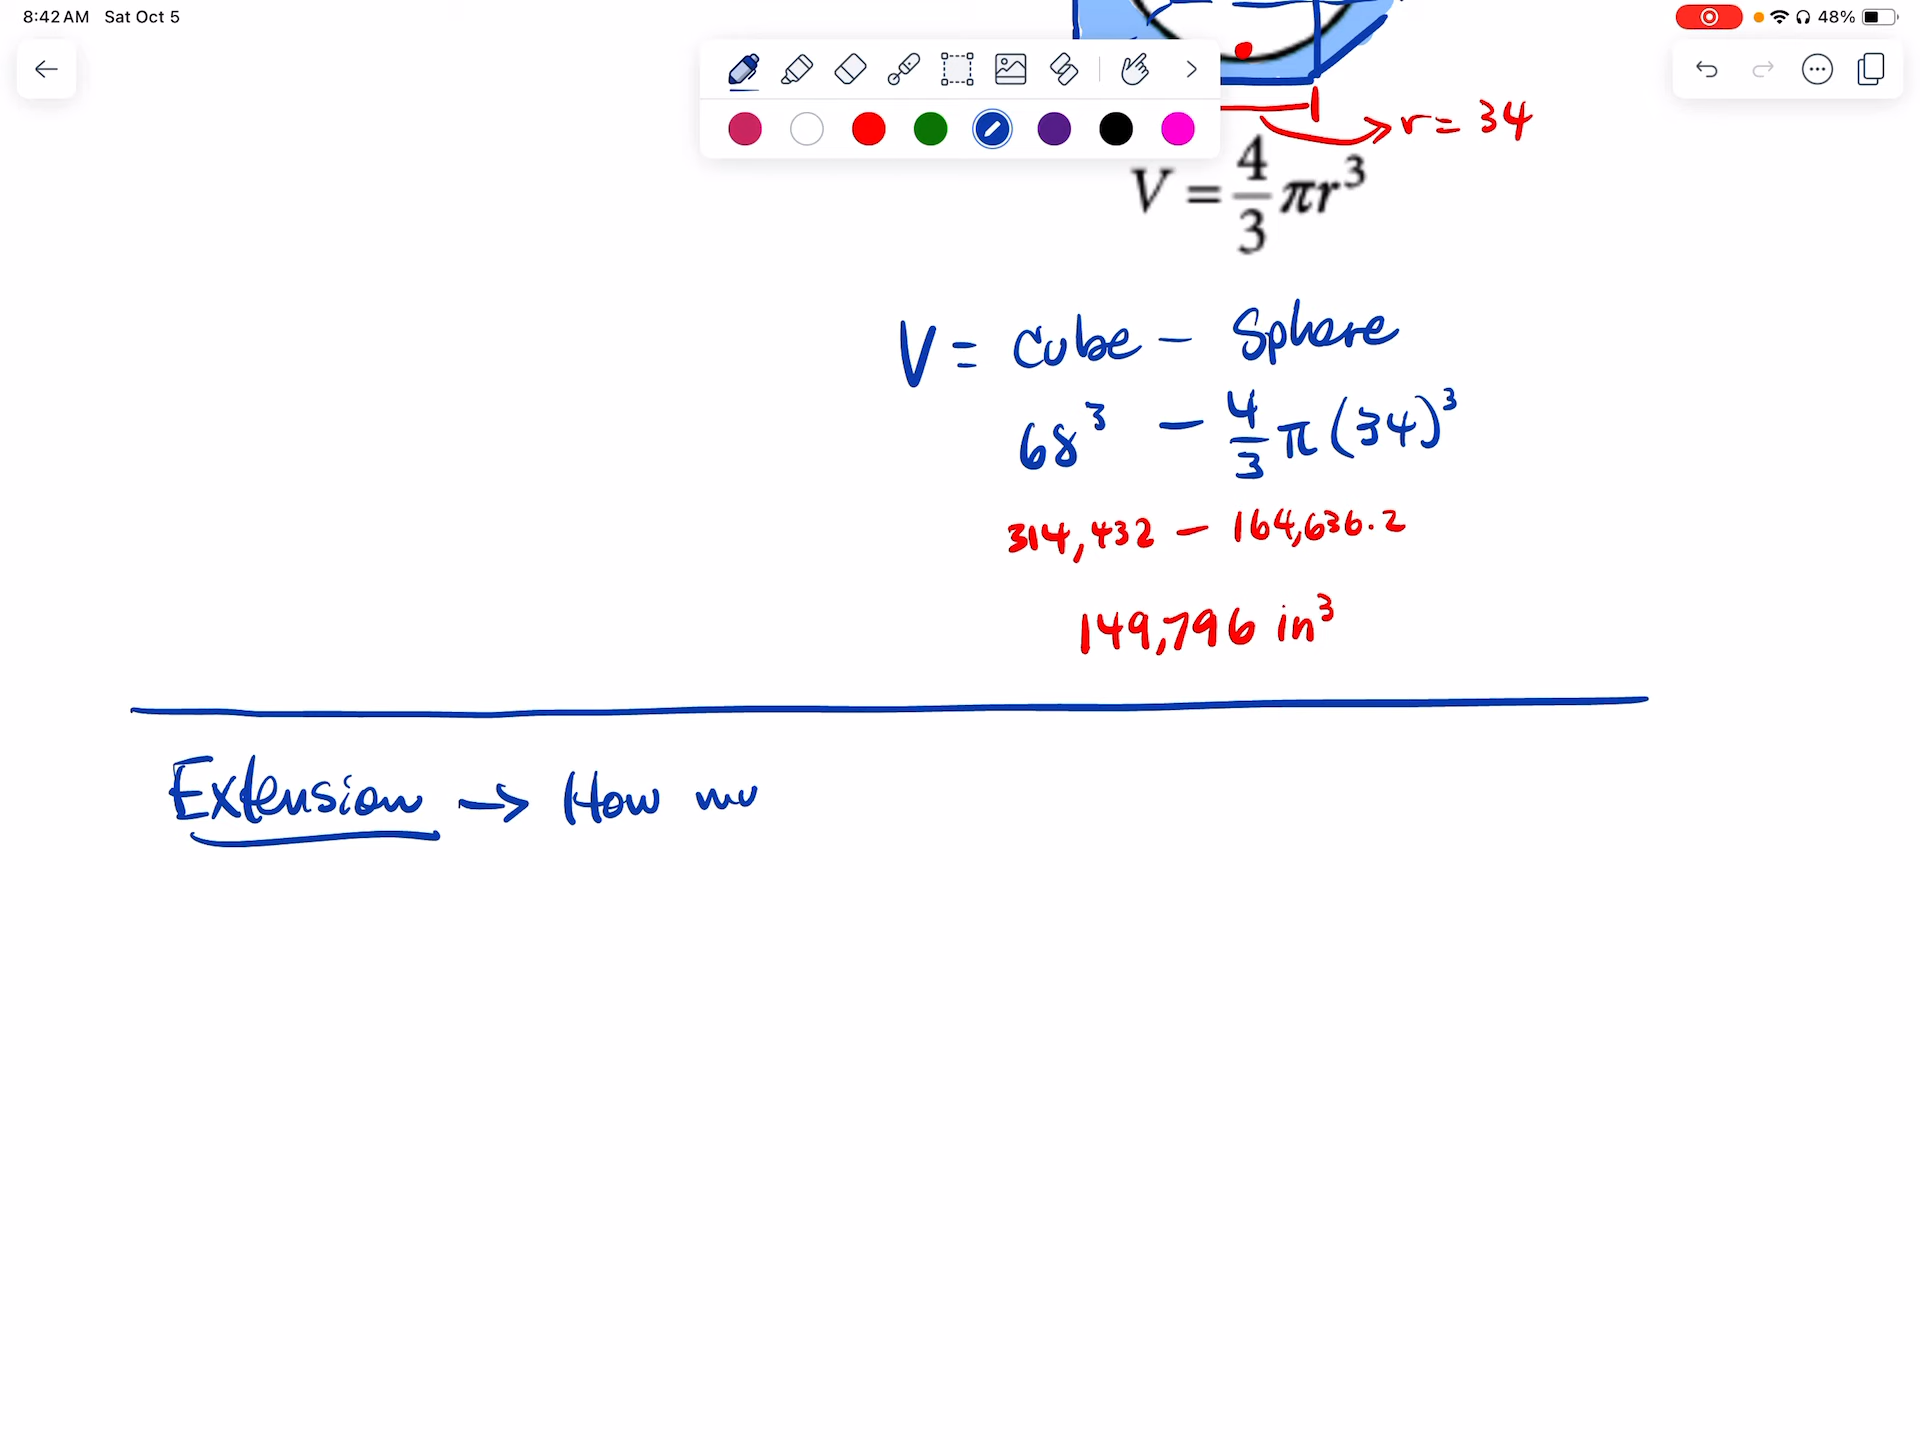 8:42 AM Sat Oct 5
48%
r = 34
V = 4/3 πr³
V = Cube - Sphere
68³ - 4/3 π (34)³
314,432 - 164,636.2
149,796 in³
Extension → How mu